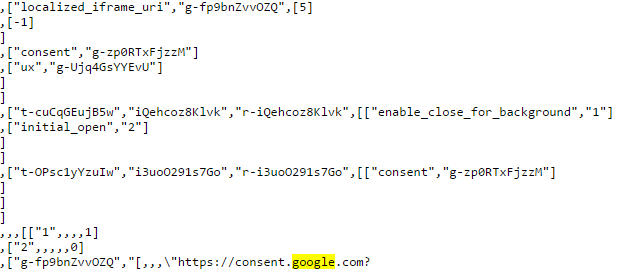 ,["localized_iframe_uri","g-fp9bnZvvOZQ",[5]
,[-1]
]
,["consent","g-zp0RTxFjzzM"]
,["ux","g-Ujq4GsYYEvU"]
]
]
,["t-cuCqGEujB5w","iQehcoz8Klvk","r-iQehcoz8Klvk",[["enable_close_for_background","1"]
,["initial_open","2"]
]
]
,["t-OPsc1yYzuIw","i3uoO291s7Go","r-i3uoO291s7Go",[["consent","g-zp0RTxFjzzM"]
]
]
]
,,,[["1",,,,1]
,["2",,,,,0]
,["g-fp9bnZvvOZQ","[,,,\"https://consent.google.com?